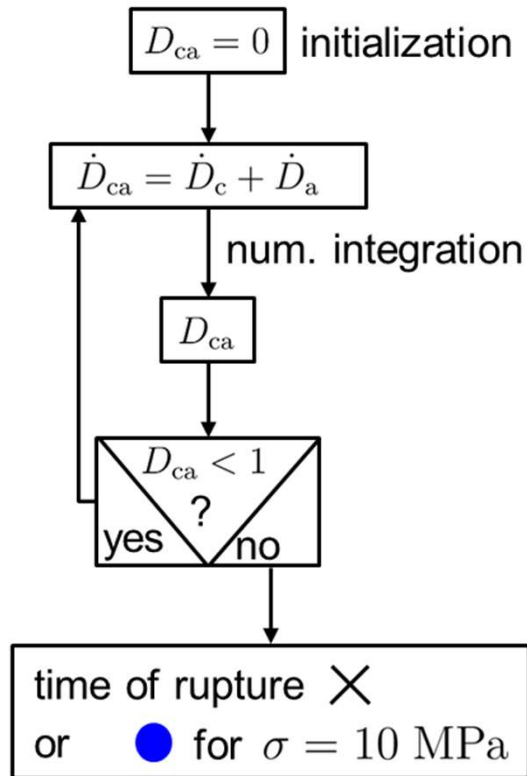 D_ca = 0 initialization
Ḋ_ca = Ḋ_c + Ḋ_a
num. integration
D_ca
D_ca < 1
?
yes no
time of rupture ×
or for σ = 10 MPa